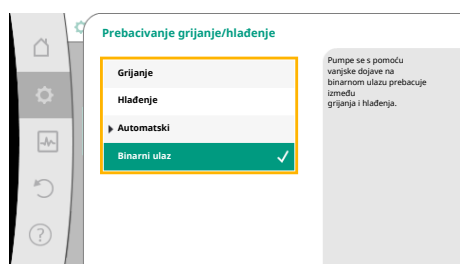 Prebacivanje grijanje/hlađenje
Grijanje
Hlađenje
Automatski
Binarni ulaz
Pumpe se s pomoću
vanjske dojave na
binarnom ulazu prebacuje
između
grijanja i hlađenja.